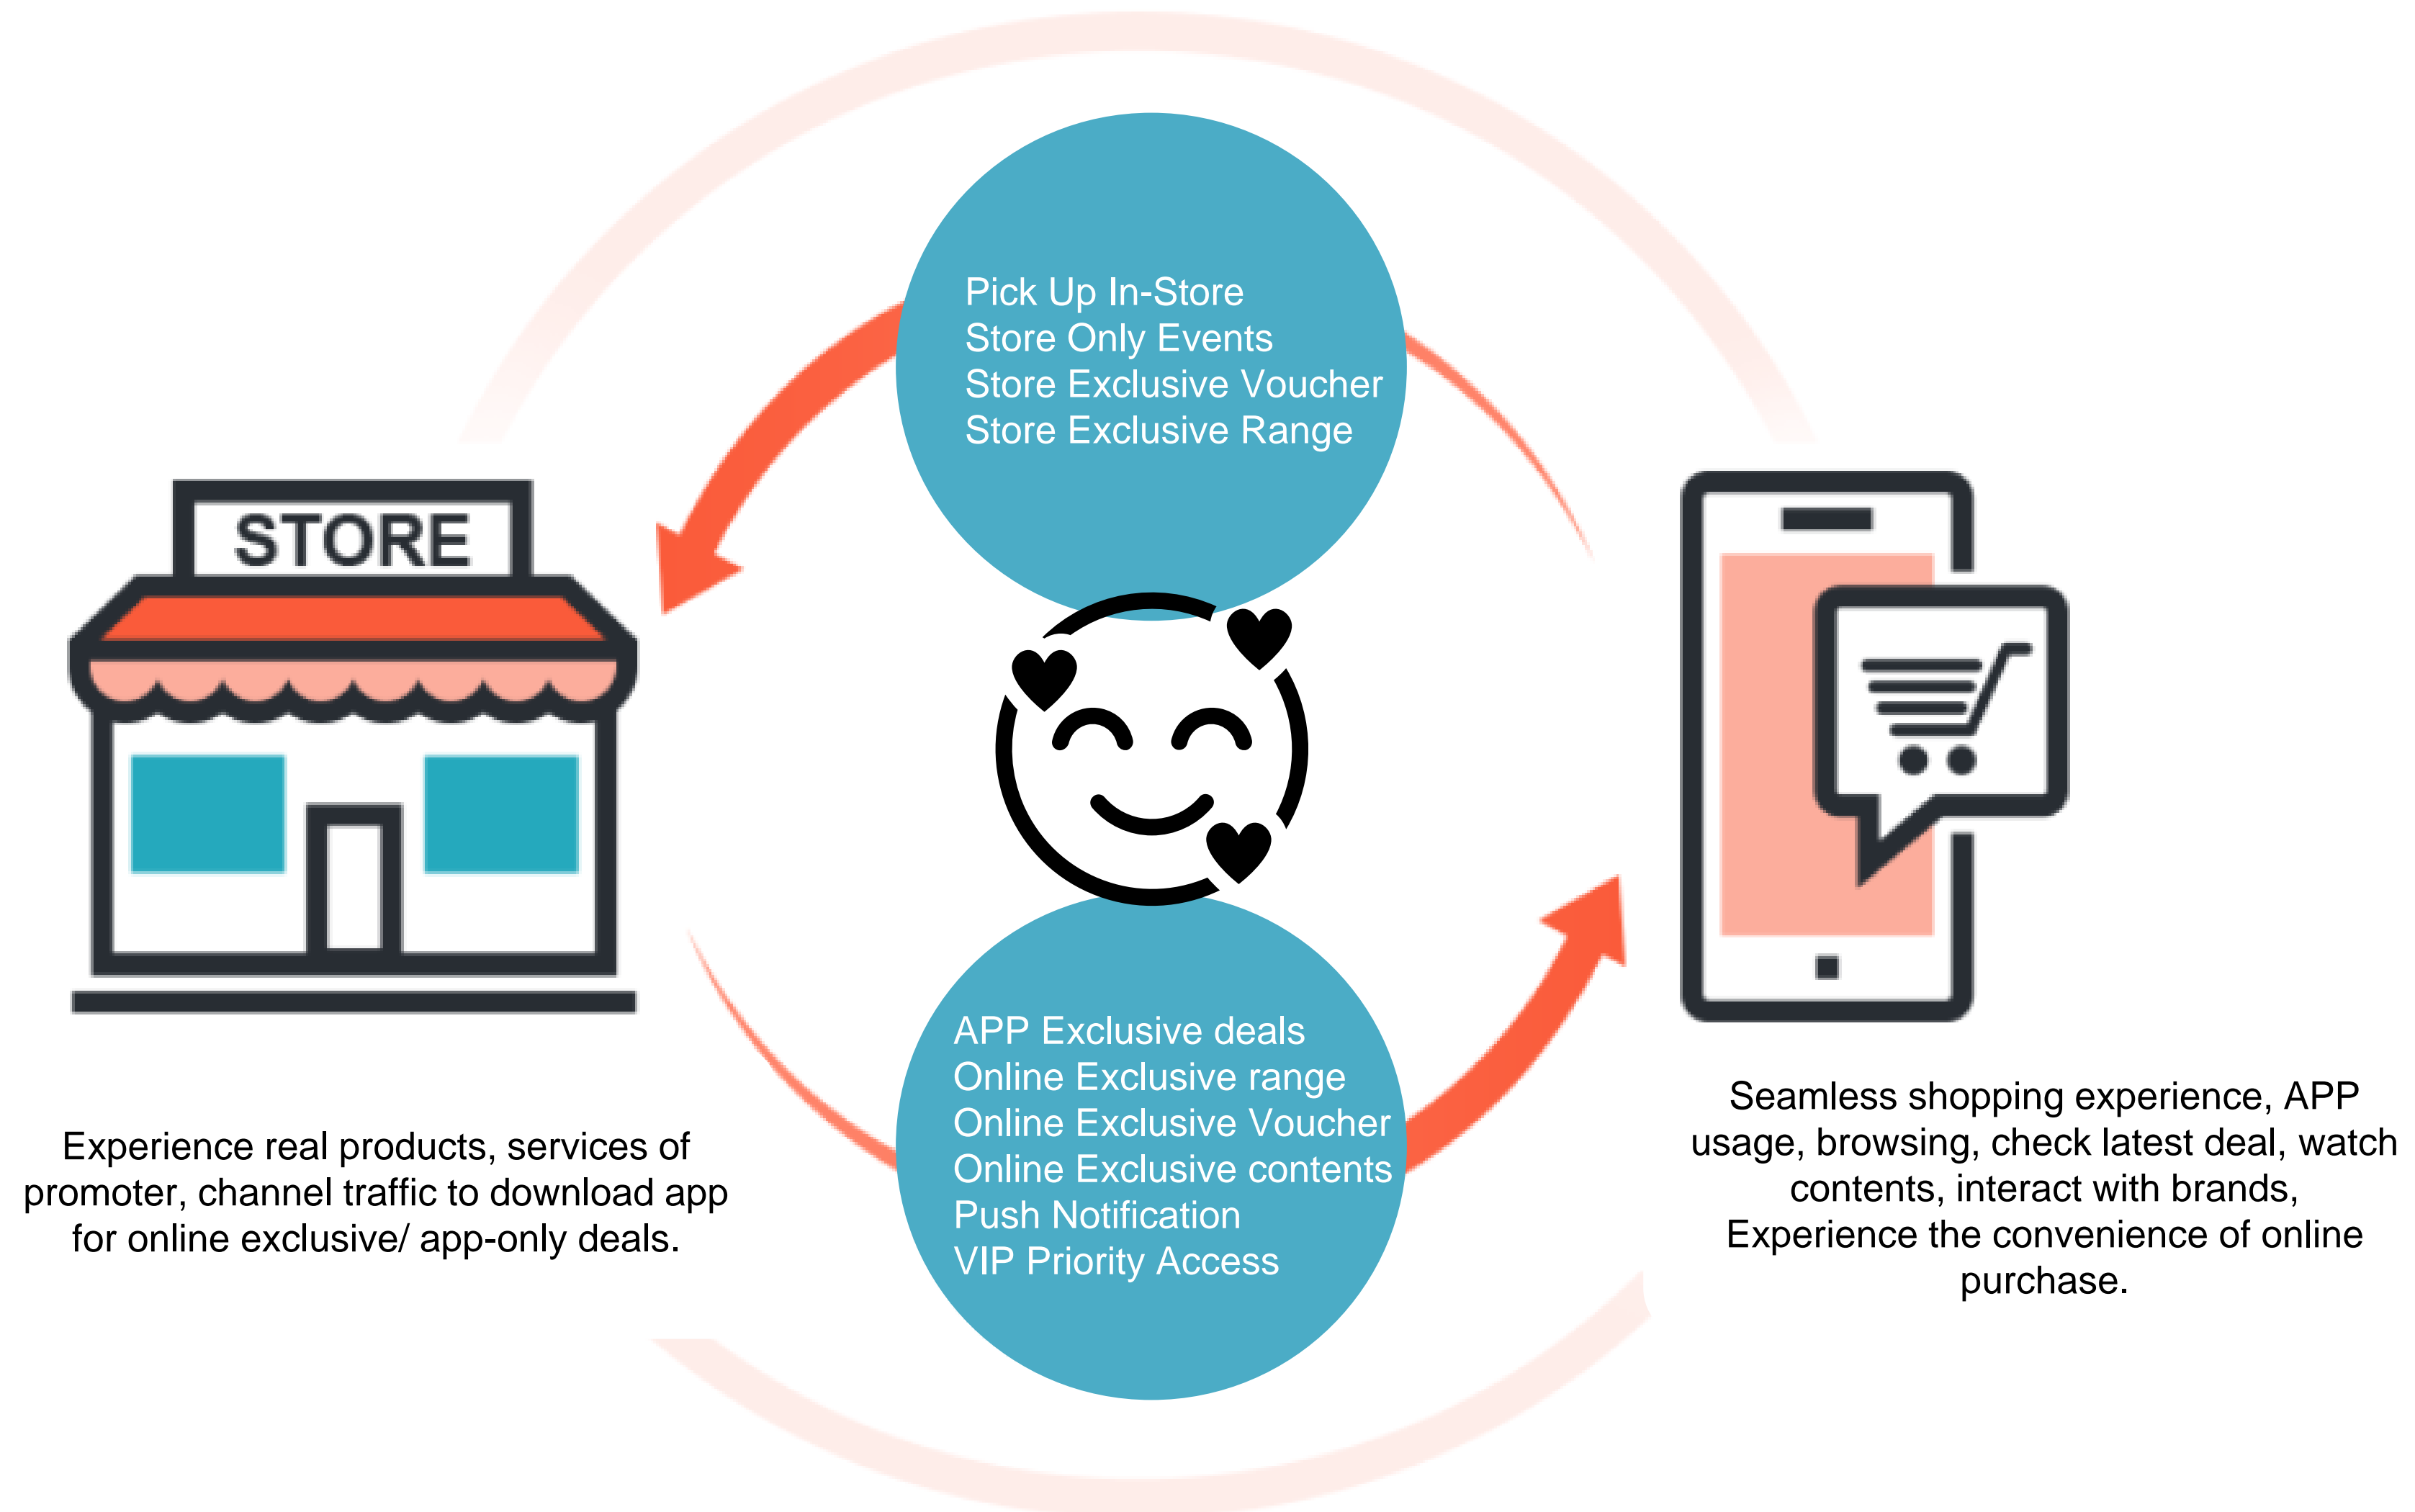 Pick Up In-Store
Store Only Events
Store Exclusive Voucher
Store Exclusive Range
STORE
APP Exclusive deals
Online Exclusive range
Online Exclusive Voucher
Online Exclusive contents
Push Notification
VIP Priority Access
Experience real products, services of
promoter, channel traffic to download app
for online exclusive/ app-only deals.
Seamless shopping experience, APP
usage, browsing, check latest deal, watch
contents, interact with brands,
Experience the convenience of online
purchase.